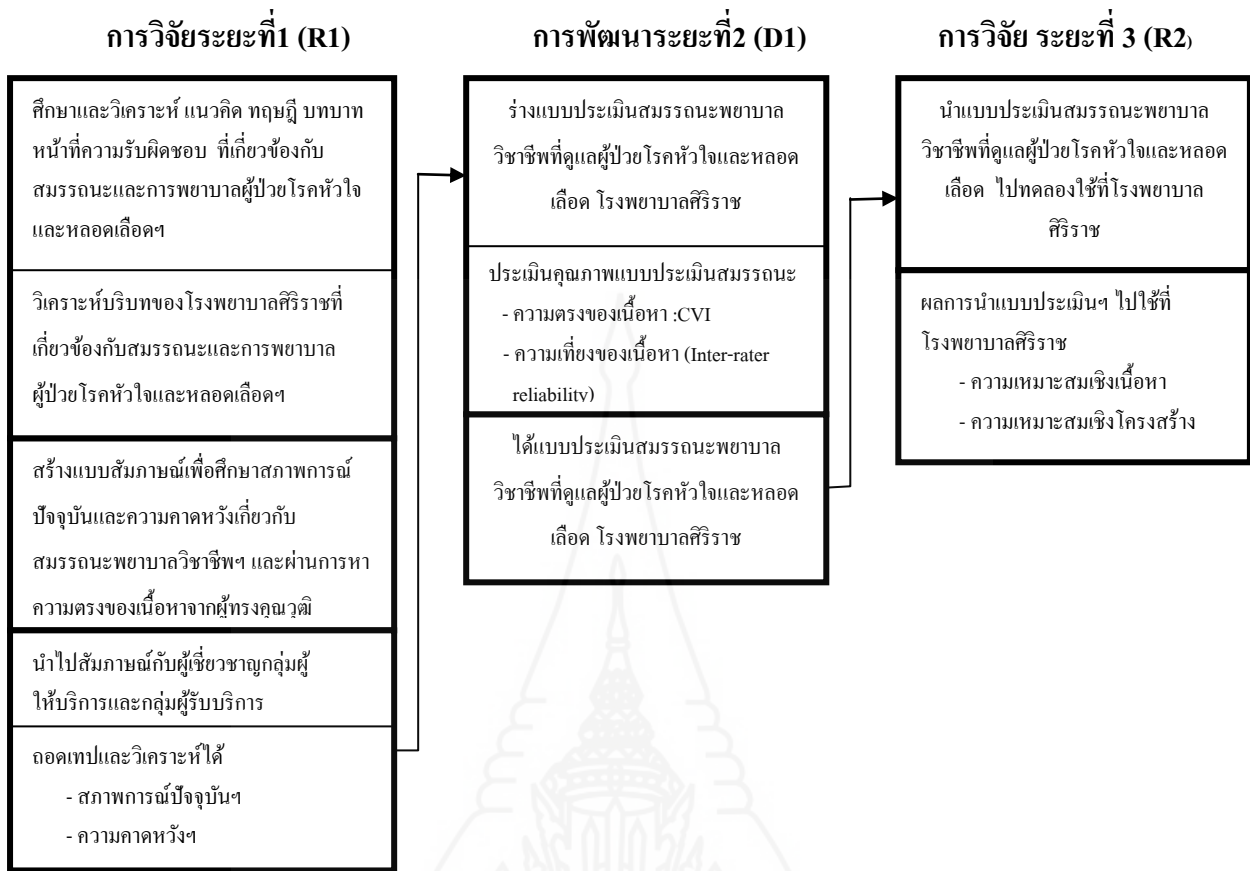 การวิจัยระยะที่1 (R1)
ศึกษาและวิเคราะห์ แนวคิด ทฤษฎี บทบาท
หน้าที่ความรับผิดชอบ ที่เกี่ยวข้องกับ
สมรรถนะและการพยาบาลผู้ป่วยโรคหัวใจ
และหลอดเลือดฯ
วิเคราะห์บริบทของโรงพยาบาลศิริราชที่
เกี่ยวข้องกับสมรรถนะและการพยาบาล
ผู้ป่วยโรคหัวใจและหลอดเลือดฯ
สร้างแบบสัมภาษณ์เพื่อศึกษาสภาพการณ์
ปัจจุบันและความคาดหวังเกี่ยวกับ
สมรรถนะพยาบาลวิชาชีพฯ และผ่านการหา
ความตรงของเนื้อหาจากผู้ทรงคุณวุฒิ
นำไปสัมภาษณ์กับผู้เชี่ยวชาญกลุ่มผู้
ให้บริการและกลุ่มผู้รับบริการ
ถอดเทปและวิเคราะห์ได้
- สภาพการณ์ปัจจุบันฯ
- ความคาดหวังฯ
การพัฒนาระยะที่2 (D1)
ร่างแบบประเมินสมรรถนะพยาบาล
วิชาชีพที่ดูแลผู้ป่วยโรคหัวใจและหลอด
เลือด โรงพยาบาลศิริราช
ประเมินคุณภาพแบบประเมินสมรรถนะ
- ความตรงของเนื้อหา :CVI
- ความเที่ยงของเนื้อหา (Inter-rater
reliability)
ได้แบบประเมินสมรรถนะพยาบาล
วิชาชีพที่ดูแลผู้ป่วยโรคหัวใจและหลอด
เลือด โรงพยาบาลศิริราช
การวิจัย ระยะที่ 3 (R2)
นำแบบประเมินสมรรถนะพยาบาล
วิชาชีพที่ดูแลผู้ป่วยโรคหัวใจและหลอด
เลือด ไปทดลองใช้ที่โรงพยาบาล
ศิริราช
ผลการนำแบบประเมินฯ ไปใช้ที่
โรงพยาบาลศิริราช
- ความเหมาะสมเชิงเนื้อหา
- ความเหมาะสมเชิงโครงสร้าง